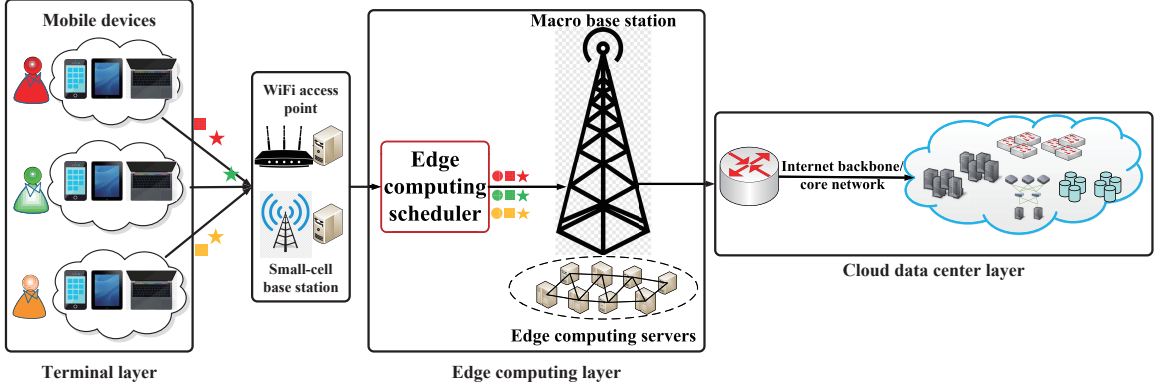 Mobile devices
Terminal layer
WiFi access
point
Small-cell
base station
Edge
computing
scheduler
Macro base station
Edge computing servers
Edge computing layer
Internet backbone/
core network
Cloud data center layer